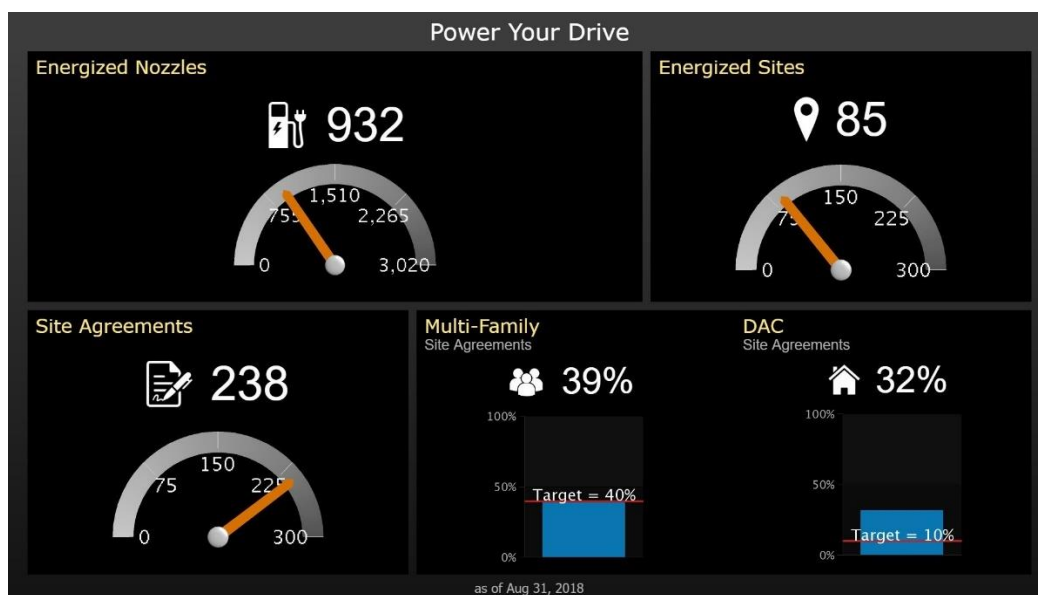 Power Your Drive
Energized Nozzles
932
0
755
1,510
2,265
3,020
Energized Sites
85
0
75
150
225
300
Site Agreements
238
0
75
150
225
300
Multi-Family
Site Agreements
39%
100%
50%
0%
Target = 40%
DAC
Site Agreements
32%
100%
50%
0%
Target = 10%
as of Aug 31, 2018